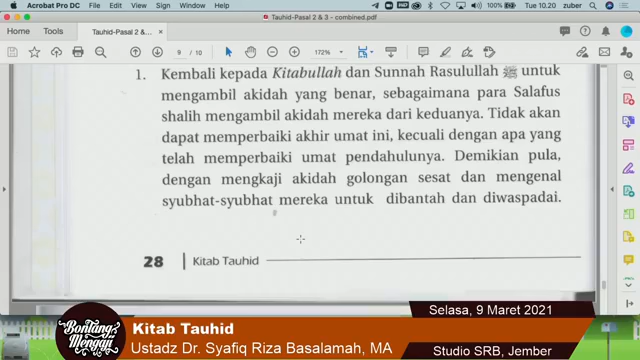 Acrobat Pro DC File Edit View Window Help
100% Tue 10.20 zuber
Tauhid-Pasal 2 & 3 - combined.pdf
Home Tools Tauhid-Pasal 2 &... ×
9 / 10 172%
1. Kembali kepada Kitabullah dan Sunnah Rasulullah ﷺ untuk
mengambil akidah yang benar, sebagaimana para Salafus
shalih mengambil akidah mereka dari keduanya. Tidak akan
dapat memperbaiki akhir umat ini, kecuali dengan apa yang
telah memperbaiki umat pendahulunya. Demikian pula,
dengan mengkaji akidah golongan sesat dan mengenal
syubhat-syubhat mereka untuk dibantah dan diwaspadai.
28 Kitab Tauhid
Selasa, 9 Maret 2021
Bontang Mengaji
Kitab Tauhid
Ustadz Dr. Syafiq Riza Basalamah, MA
Studio SRB, Jember